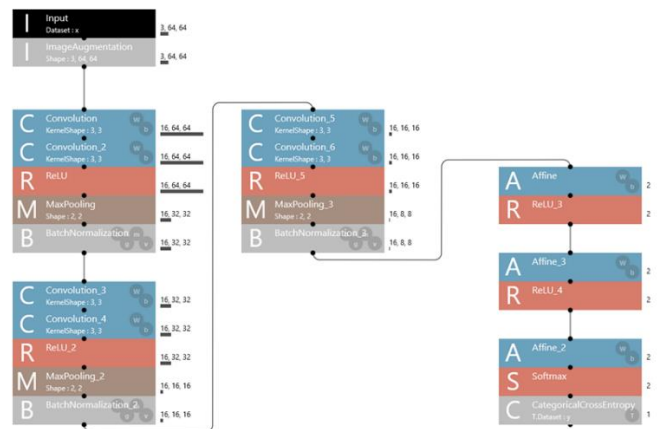 I
Input
Dataset : x
3, 64, 64
I
ImageAugmentation
Shape : 3, 64, 64
3, 64, 64
C
Convolution
KernelShape : 3, 3
W
b
16, 64, 64
C
Convolution_2
KernelShape : 3, 3
W
b
16, 64, 64
R
ReLU
16, 64, 64
M
MaxPooling
Shape : 2, 2
16, 32, 32
B
BatchNormalization
16, 32, 32
C
Convolution_3
KernelShape : 3, 3
W
b
16, 32, 32
C
Convolution_4
KernelShape : 3, 3
W
b
16, 32, 32
R
ReLU_2
16, 32, 32
M
MaxPooling_2
Shape : 2, 2
16, 16, 16
B
BatchNormalization_2
16, 16, 16
C
Convolution_5
KernelShape : 3, 3
W
b
16, 16, 16
C
Convolution_6
KernelShape : 3, 3
W
b
16, 16, 16
R
ReLU_5
16, 16, 16
M
MaxPooling_3
Shape : 2, 2
16, 8, 8
B
BatchNormalization_3
16, 8, 8
A
Affine
W
b
2
R
ReLU_3
2
A
Affine_3
W
b
2
R
ReLU_4
2
A
Affine_2
W
b
2
S
Softmax
2
C
CategoricalCrossEntropy
T.Dataset : y
T
1